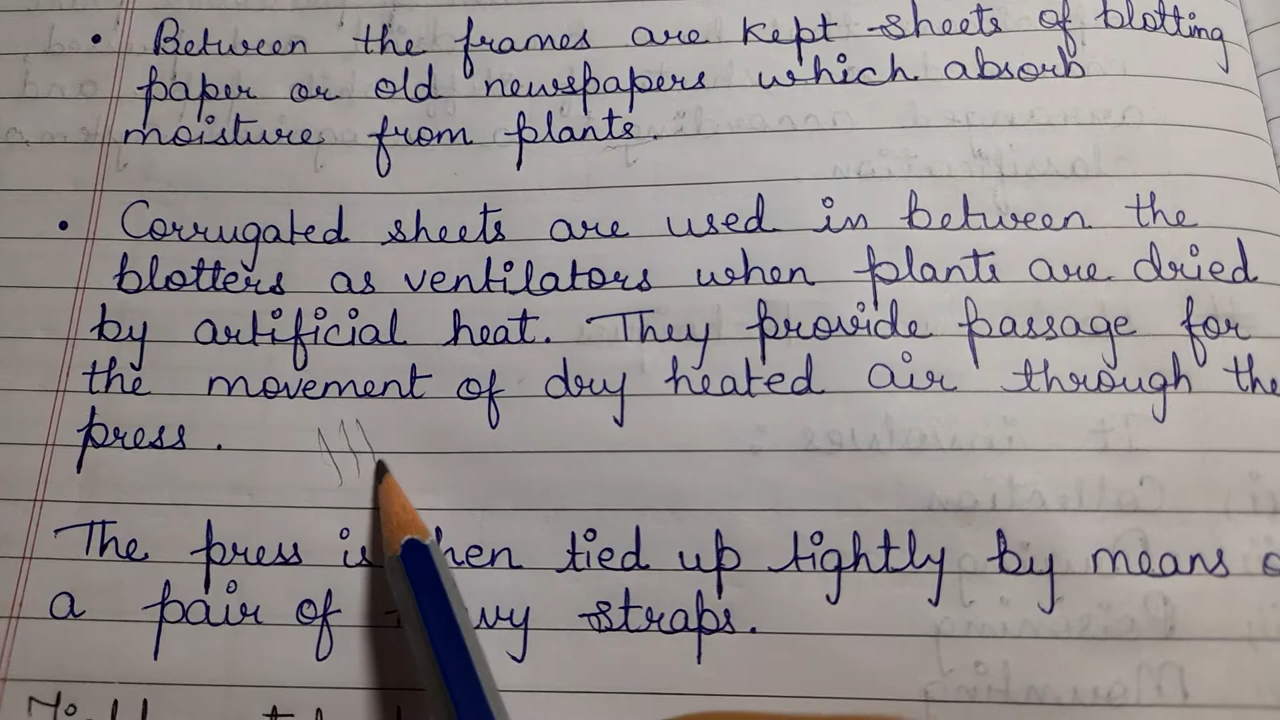 • Between the frames are kept sheets of blotting
paper or old newspapers which absorb
moisture from plants.
• Corrugated sheets are used in between the
blotters as ventilators when plants are dried
by artificial heat. They provide passage for
the movement of dry heated air through the
press.
The press is then tied up tightly by means
a pair of straps.